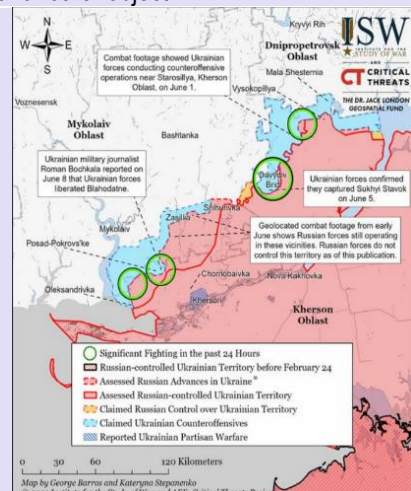 Kryvyi Rih
ISW
INSTITUTE FOR THE
STUDY OF WAR
AND
CT CRITICAL
THREATS
THE DR. JACK LONDON
GEOSPATIAL FUND
N
W E
S
Dnipropetrovsk
Oblast
Combat footage showed Ukrainian
forces conducting counteroffensive
operations near Starosillya, Kherson
Oblast, on June 1.
Mala Shesternia
Vysokopillya
Voznesensk
Mykolaiv
Oblast
Bashtanka
Ukrainian military journalist
Roman Bochkala reported on
June 8 that Ukrainian forces
liberated Blahodatne.
Davydiv
Brid
Ukrainian forces confirmed
they captured Sukhyi Stavok
on June 5.
Snihurivka
Zasillia
Mykolaiv
Geolocated combat footage from early
June shows Russian forces still operating
in these vicinities. Russian forces do not
control this territory as of this publication.
Posad-Pokrovs'ke
Chornobaivka
Nova Kakhovka
Oleksandrivka
Kherson
Kherson
Oblast
Significant Fighting in the past 24 Hours
Russian-controlled Ukrainian Territory before February 24
Assessed Russian Advances in Ukraine*
Assessed Russian-controlled Ukrainian Territory
Claimed Russian Control over Ukrainian Territory
Claimed Ukrainian Counteroffensives
Reported Ukrainian Partisan Warfare
0 30 60 120 Kilometers
Map by George Barros and Kateryna Stepanenko